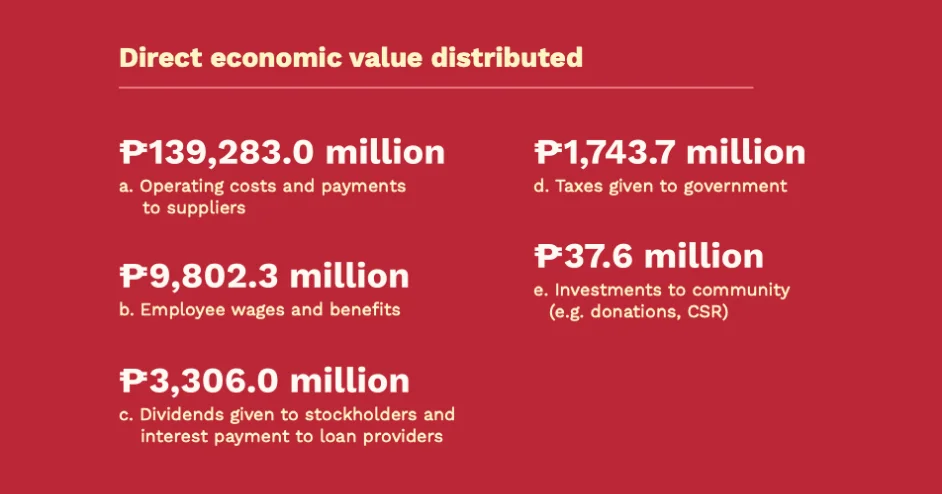 Direct economic value distributed
₱139,283.0 million
a. Operating costs and payments
to suppliers
₱9,802.3 million
b. Employee wages and benefits
₱3,306.0 million
c. Dividends given to stockholders and
interest payment to loan providers
₱1,743.7 million
d. Taxes given to government
₱37.6 million
e. Investments to community
(e.g. donations, CSR)